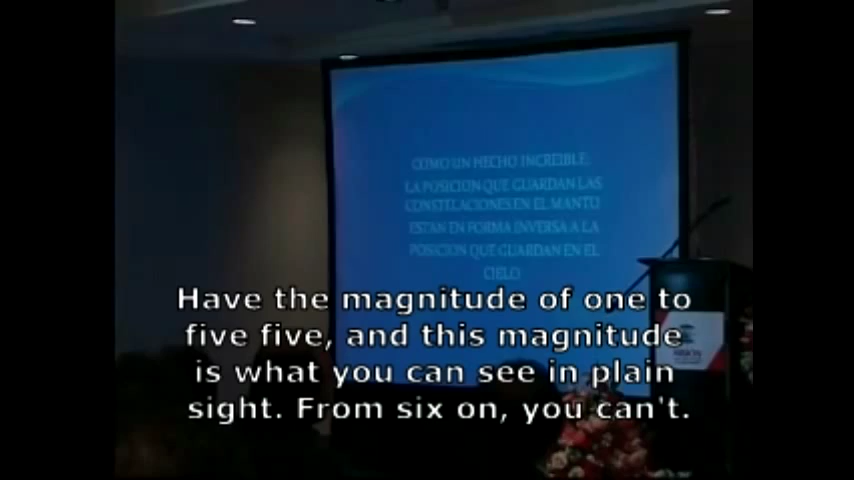 COMO UN HECHO INCREIBLE:
LA POSICION QUE GUARDAN LAS
CONSTELACIONES EN EL MANTO
ESTAN EN FORMA INVERSA A LA
POSICION QUE GUARDAN EN EL
CIELO
Have the magnitude of one to
five five, and this magnitude
is what you can see in plain
sight. From six on, you can't.